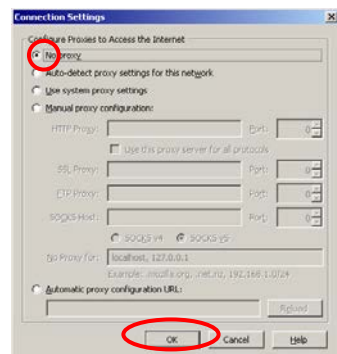 Connection Settings
Configure Proxies to Access the Internet
No proxy
Auto-detect proxy settings for this network
Use system proxy settings
Manual proxy configuration:
HTTP Proxy: Port: 0
Use this proxy server for all protocols
SSL Proxy: Port: 0
FTP Proxy: Port: 0
SOCKS Host: Port: 0
SOCKS v4 SOCKS v5
No Proxy for: localhost, 127.0.0.1
Example: .mozilla.org, .net.nz, 192.168.1.0/24
Automatic proxy configuration URL:
Reload
OK Cancel Help